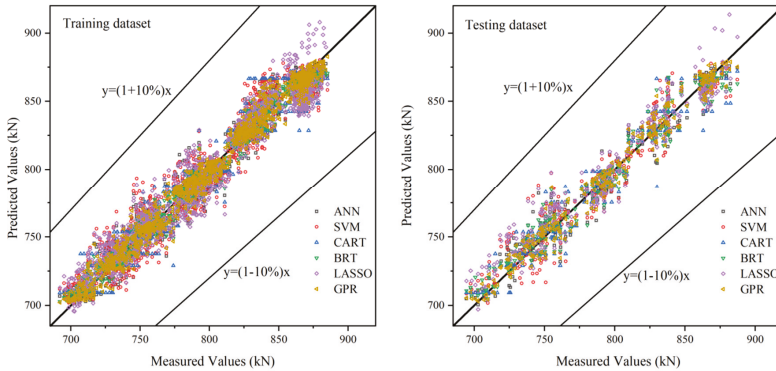 Training dataset
y=(1+10%)x
y=(1-10%)x
ANN
SVM
CART
BRT
LASSO
GPR
900
850
800
750
700
700
750
800
850
900
Predicted Values (kN)
Measured Values (kN)
Testing dataset
y=(1+10%)x
y=(1-10%)x
ANN
SVM
CART
BRT
LASSO
GPR
900
850
800
750
700
700
750
800
850
900
Predicted Values (kN)
Measured Values (kN)